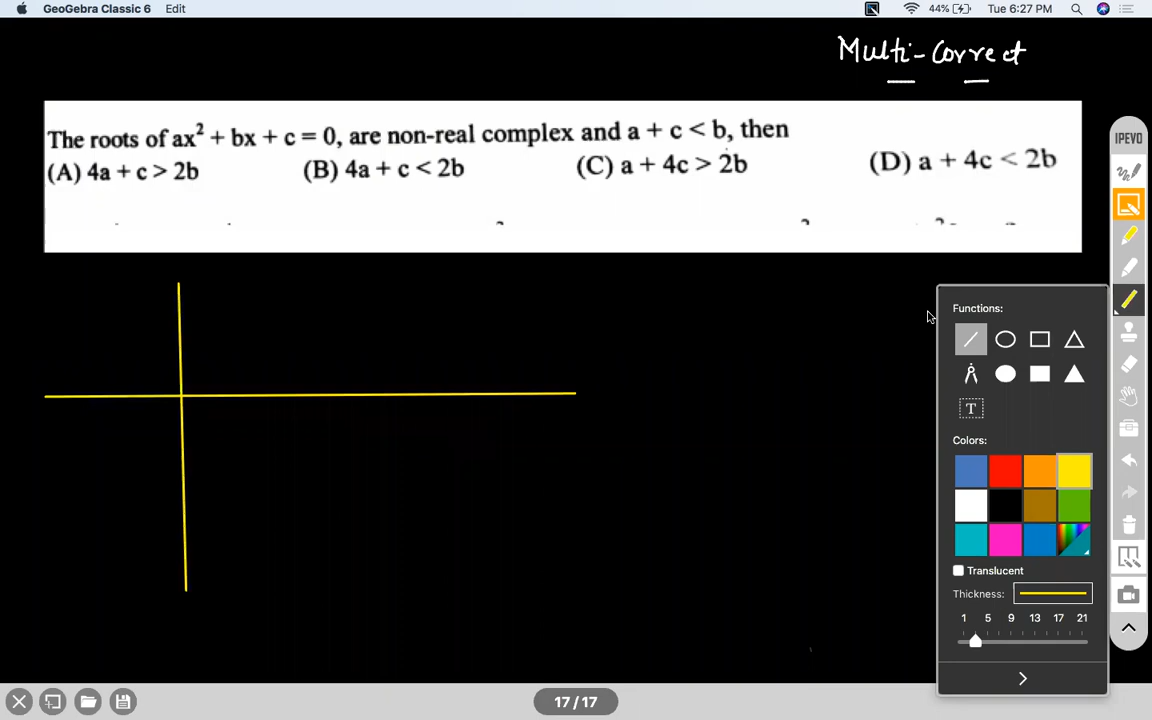 GeoGebra Classic 6 Edit 44% Tue 6:27 PM
Multi-Correct
The roots of ax² + bx + c = 0, are non-real complex and a + c < b, then
(A) 4a + c > 2b (B) 4a + c < 2b (C) a + 4c > 2b (D) a + 4c < 2b
IPEVO
Functions:
T
Colors:
Translucent
Thickness:
1 5 9 13 17 21
17/17